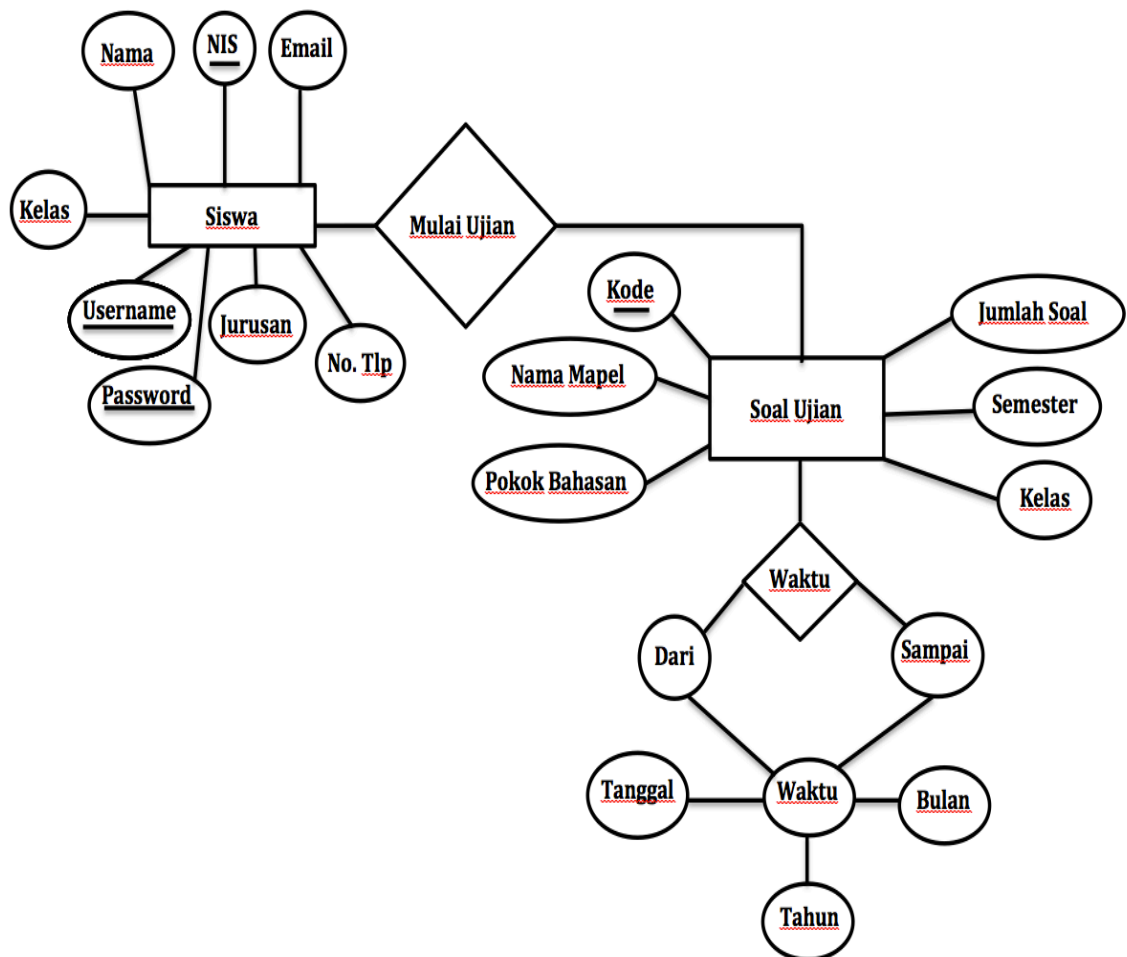 Nama
NIS
Email
Kelas
Siswa
Mulai Ujian
Username
Jurusan
No. Tlp
Password
Kode
Jumlah Soal
Nama Mapel
Soal Ujian
Semester
Pokok Bahasan
Kelas
Waktu
Dari
Sampai
Tanggal
Waktu
Bulan
Tahun